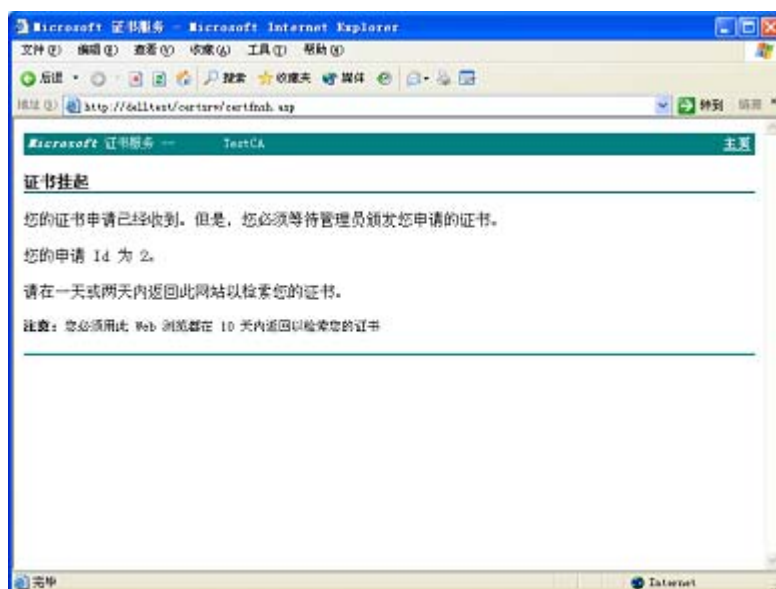 Microsoft 证书服务 - Microsoft Internet Explorer
文件(F) 编辑(E) 查看(V) 收藏(A) 工具(T) 帮助(H)
后退 搜索 收藏夹 媒体
地址(D) http://delltest/certsrv/certfnsh.asp 转到 链接
Microsoft 证书服务 -- TestCA 主页
证书挂起
您的证书申请已经收到。但是，您必须等待管理员颁发您申请的证书。
您的申请 Id 为 2。
请在一天或两天内返回此网站以检索您的证书。
注意: 您必须用此 Web 浏览器在 10 天内返回以检索您的证书
完毕 Internet